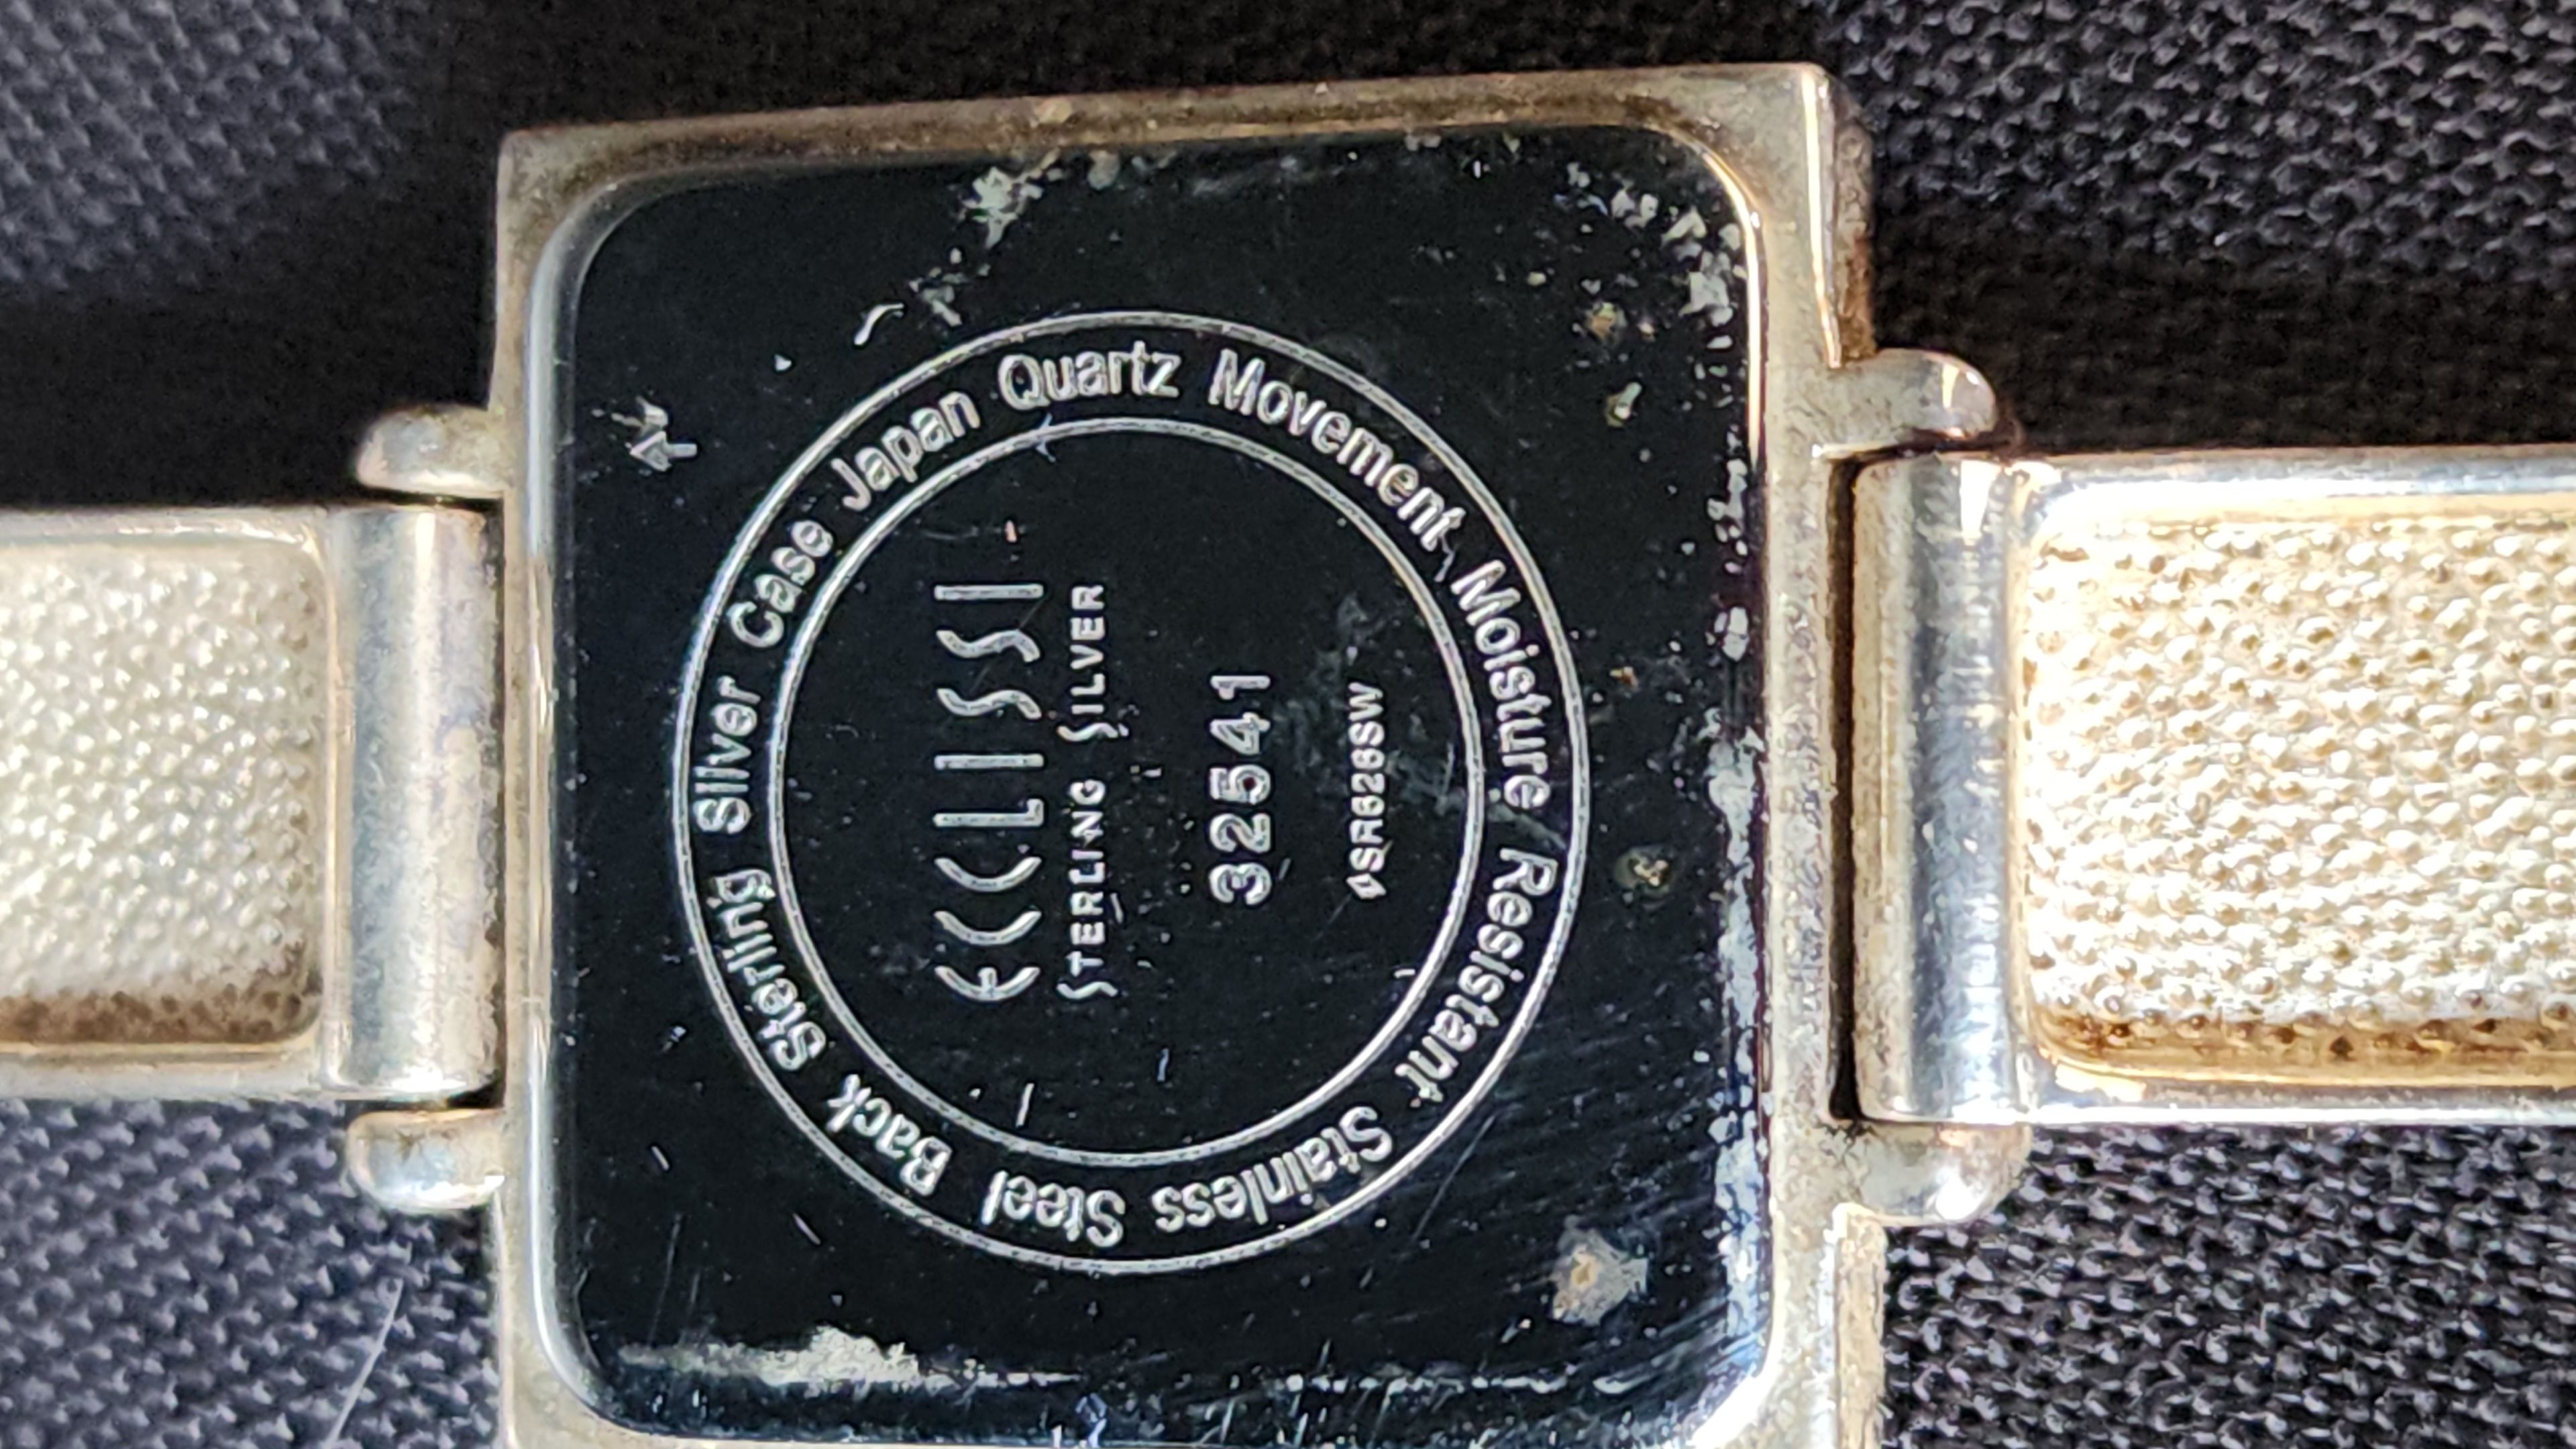 ECCLISSI
STERLING SILVER
32541
SR626SW
Sterling Silver Case Japan Quartz Movement Moisture Resistant Stainless Steel Back